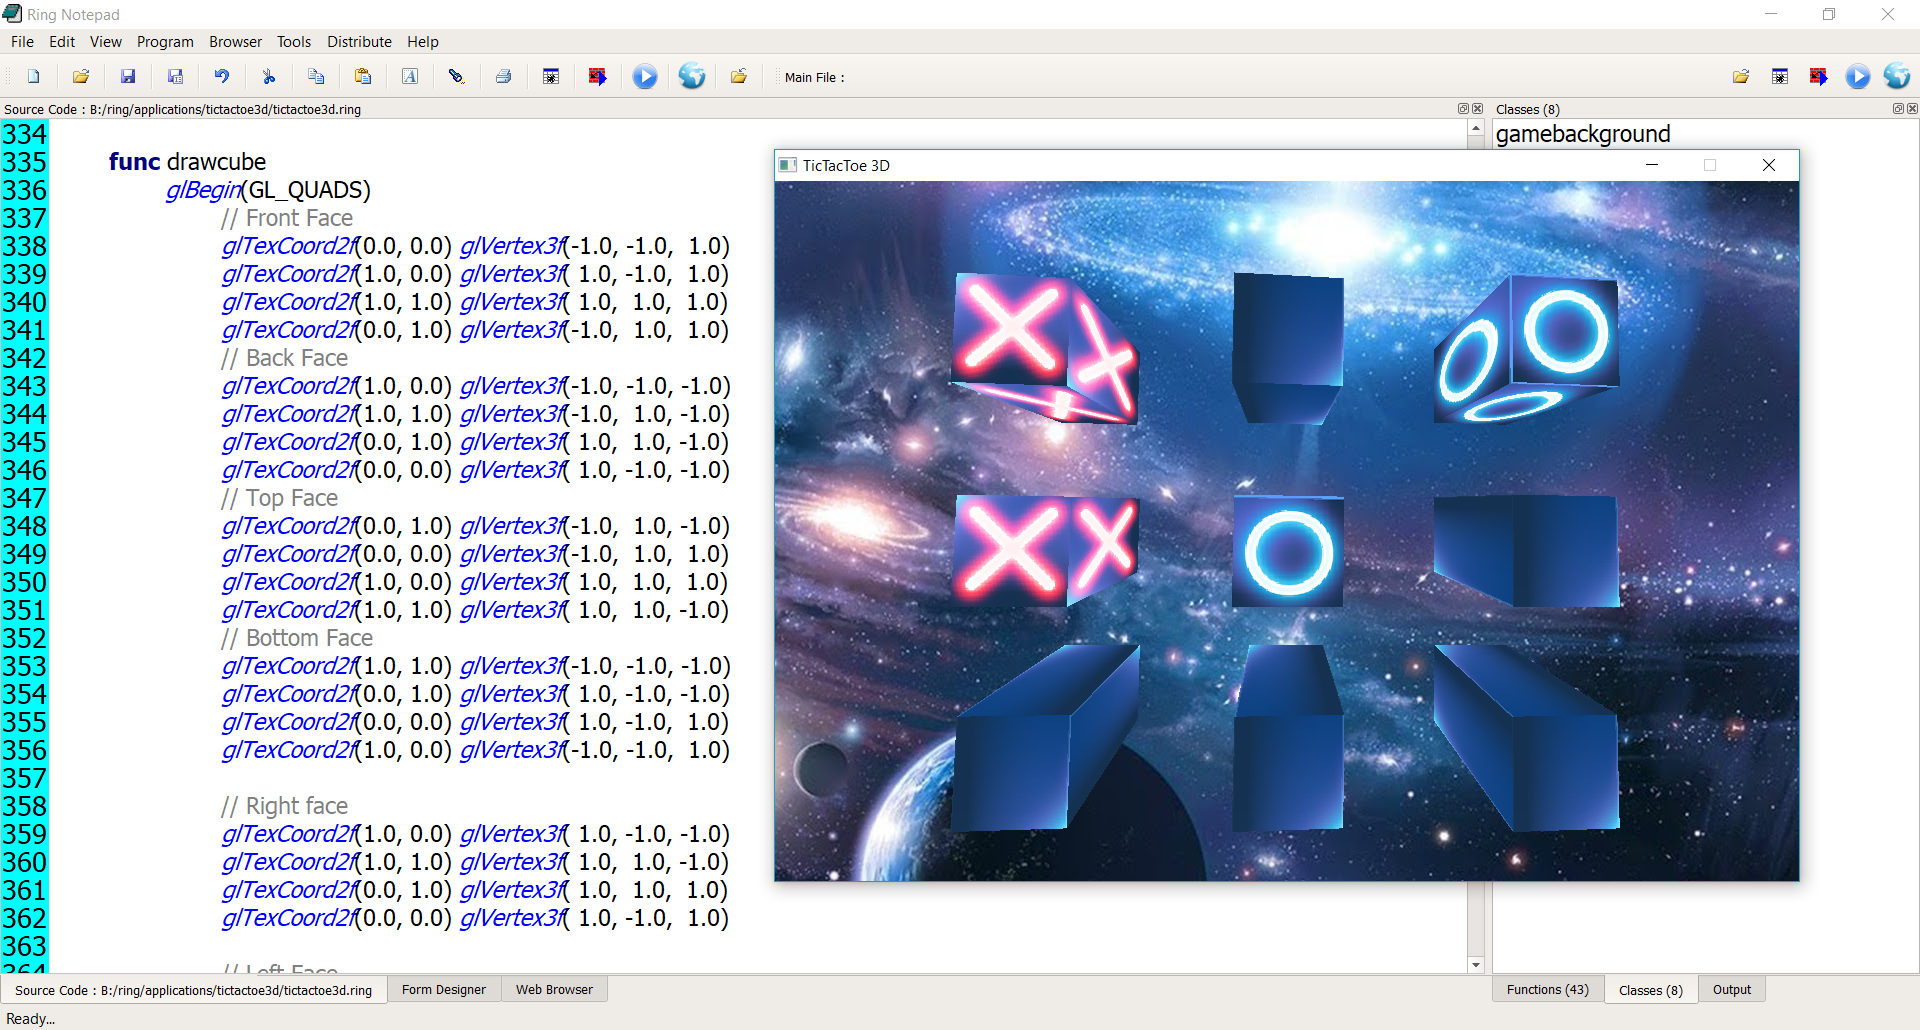 Ring Notepad
File Edit View Program Browser Tools Distribute Help
Main File :
Source Code : B:/ring/applications/tictactoe3d/tictactoe3d.ring
334
335 func drawcube
336 glBegin(GL_QUADS)
337 // Front Face
338 glTexCoord2f(0.0, 0.0) glVertex3f(-1.0, -1.0,  1.0)
339 glTexCoord2f(1.0, 0.0) glVertex3f( 1.0, -1.0,  1.0)
340 glTexCoord2f(1.0, 1.0) glVertex3f( 1.0,  1.0,  1.0)
341 glTexCoord2f(0.0, 1.0) glVertex3f(-1.0,  1.0,  1.0)
342 // Back Face
343 glTexCoord2f(1.0, 0.0) glVertex3f(-1.0, -1.0, -1.0)
344 glTexCoord2f(1.0, 1.0) glVertex3f(-1.0,  1.0, -1.0)
345 glTexCoord2f(0.0, 1.0) glVertex3f( 1.0,  1.0, -1.0)
346 glTexCoord2f(0.0, 0.0) glVertex3f( 1.0, -1.0, -1.0)
347 // Top Face
348 glTexCoord2f(0.0, 1.0) glVertex3f(-1.0,  1.0, -1.0)
349 glTexCoord2f(0.0, 0.0) glVertex3f(-1.0,  1.0,  1.0)
350 glTexCoord2f(1.0, 0.0) glVertex3f( 1.0,  1.0,  1.0)
351 glTexCoord2f(1.0, 1.0) glVertex3f( 1.0,  1.0, -1.0)
352 // Bottom Face
353 glTexCoord2f(1.0, 1.0) glVertex3f(-1.0, -1.0, -1.0)
354 glTexCoord2f(0.0, 1.0) glVertex3f( 1.0, -1.0, -1.0)
355 glTexCoord2f(0.0, 0.0) glVertex3f( 1.0, -1.0,  1.0)
356 glTexCoord2f(1.0, 0.0) glVertex3f(-1.0, -1.0,  1.0)
357
358 // Right face
359 glTexCoord2f(1.0, 0.0) glVertex3f( 1.0, -1.0, -1.0)
360 glTexCoord2f(1.0, 1.0) glVertex3f( 1.0,  1.0, -1.0)
361 glTexCoord2f(0.0, 1.0) glVertex3f( 1.0,  1.0,  1.0)
362 glTexCoord2f(0.0, 0.0) glVertex3f( 1.0, -1.0,  1.0)
363
364 // Left Face
TicTacToe 3D
Classes (8)
gamebackground
Source Code : B:/ring/applications/tictactoe3d/tictactoe3d.ring Form Designer Web Browser
Functions (43) Classes (8) Output
Ready...